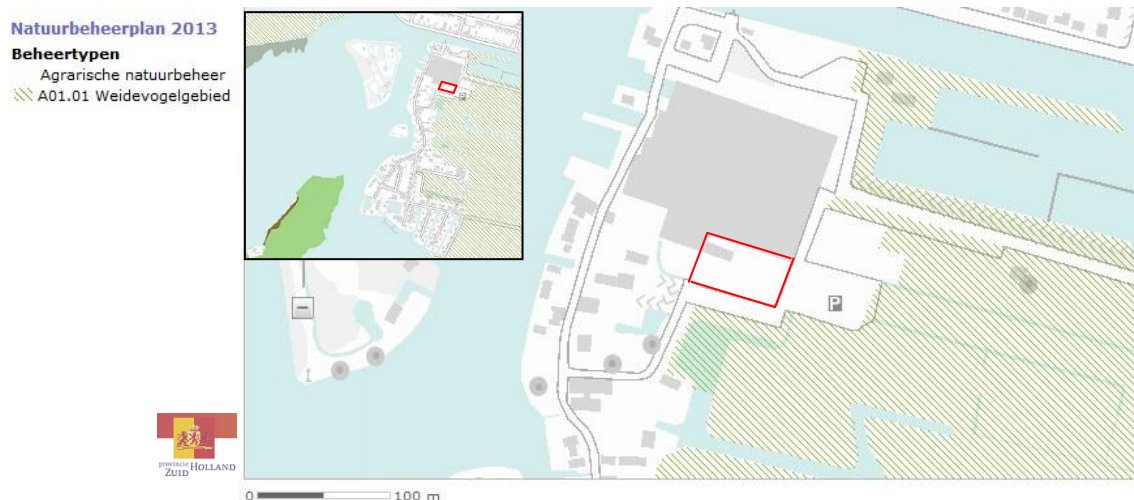 Natuurbeheerplan 2013
Beheertypen
Agrarische natuurbeheer
A01.01 Weidevogelgebied
P
P
provincie
ZUID HOLLAND
0 100 m